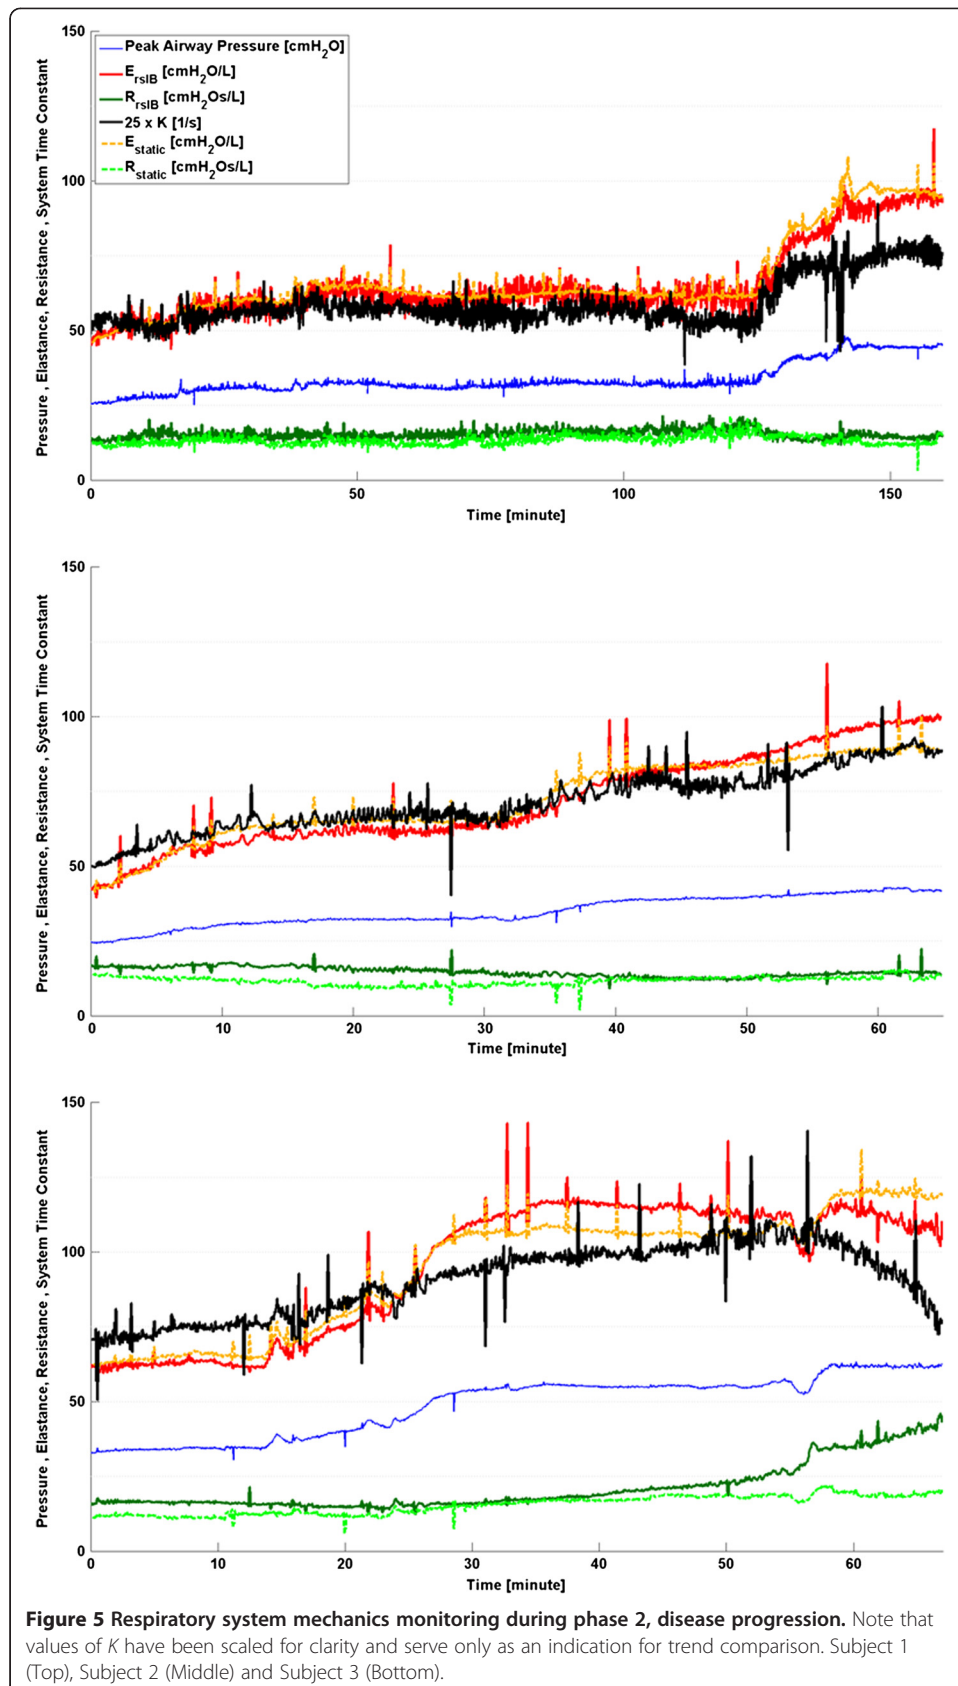 150
100
50
0
Pressure , Elastance, Resistance , System Time Constant
Peak Airway Pressure [cmH2O]
ErsIB [cmH2O/L]
RrsIB [cmH2Os/L]
25 x K [1/s]
Estatic [cmH2O/L]
Rstatic [cmH2Os/L]
0 50 100 150
Time [minute]
150
100
50
0
Pressure , Elastance, Resistance , System Time Constant
0 10 20 30 40 50 60
Time [minute]
150
100
50
0
Pressure , Elastance, Resistance , System Time Constant
0 10 20 30 40 50 60
Time [minute]
Figure 5 Respiratory system mechanics monitoring during phase 2, disease progression. Note that
values of K have been scaled for clarity and serve only as an indication for trend comparison. Subject 1
(Top), Subject 2 (Middle) and Subject 3 (Bottom).